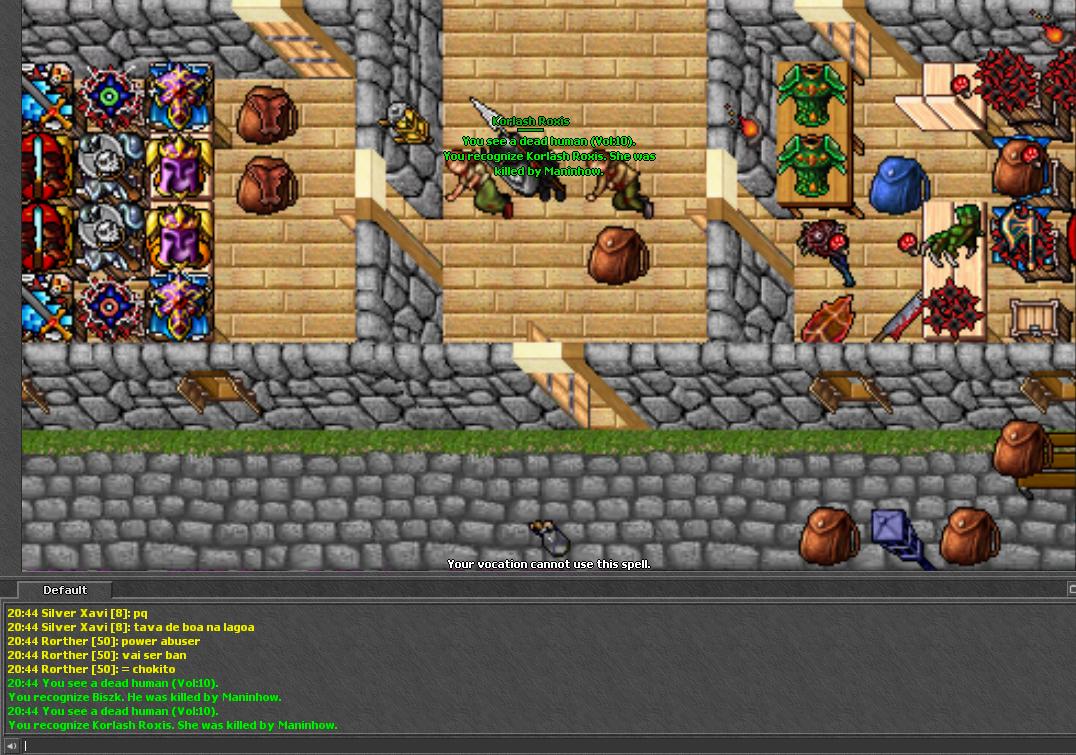 Korlash Roxis
You see a dead human (Vol:10).
You recognize Korlash Roxis. She was
killed by Maninhow.
Your vocation cannot use this spell.
Default
20:44 Silver Xavi [8]: pq
20:44 Silver Xavi [8]: tava de boa na lagoa
20:44 Rorther [50]: power abuser
20:44 Rorther [50]: vai ser ban
20:44 Rorther [50]: = chokito
20:44 You see a dead human (Vol:10).
You recognize Biszk. He was killed by Maninhow.
20:44 You see a dead human (Vol:10).
You recognize Korlash Roxis. She was killed by Maninhow.